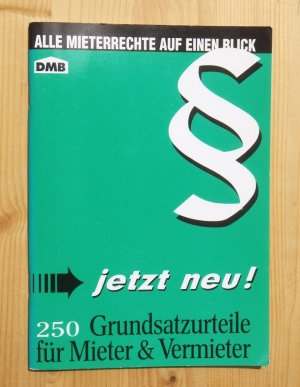 ALLE MIETERRECHTE AUF EINEN BLICK
DMB
§
jetzt neu!
250 Grundsatzurteile
für Mieter & Vermieter